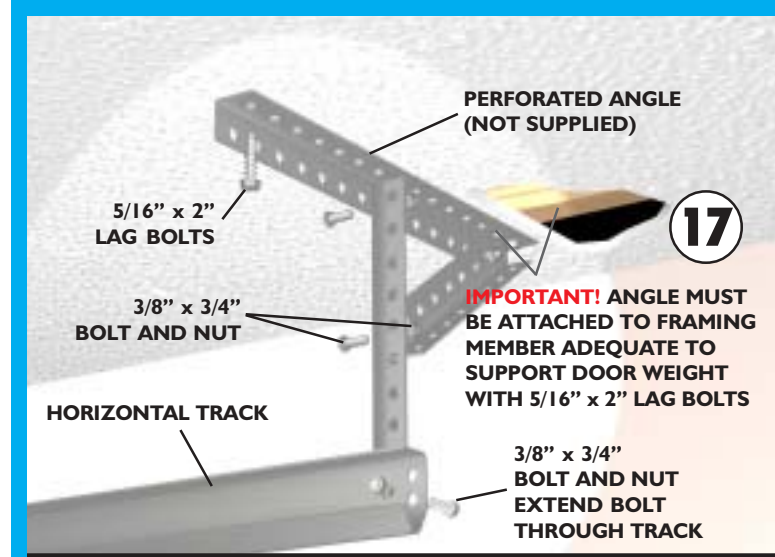 PERFORATED ANGLE
(NOT SUPPLIED)
5/16” x 2”
LAG BOLTS
17
3/8” x 3/4”
BOLT AND NUT
IMPORTANT! ANGLE MUST
BE ATTACHED TO FRAMING
MEMBER ADEQUATE TO
SUPPORT DOOR WEIGHT
WITH 5/16” x 2” LAG BOLTS
HORIZONTAL TRACK
3/8” x 3/4”
BOLT AND NUT
EXTEND BOLT
THROUGH TRACK